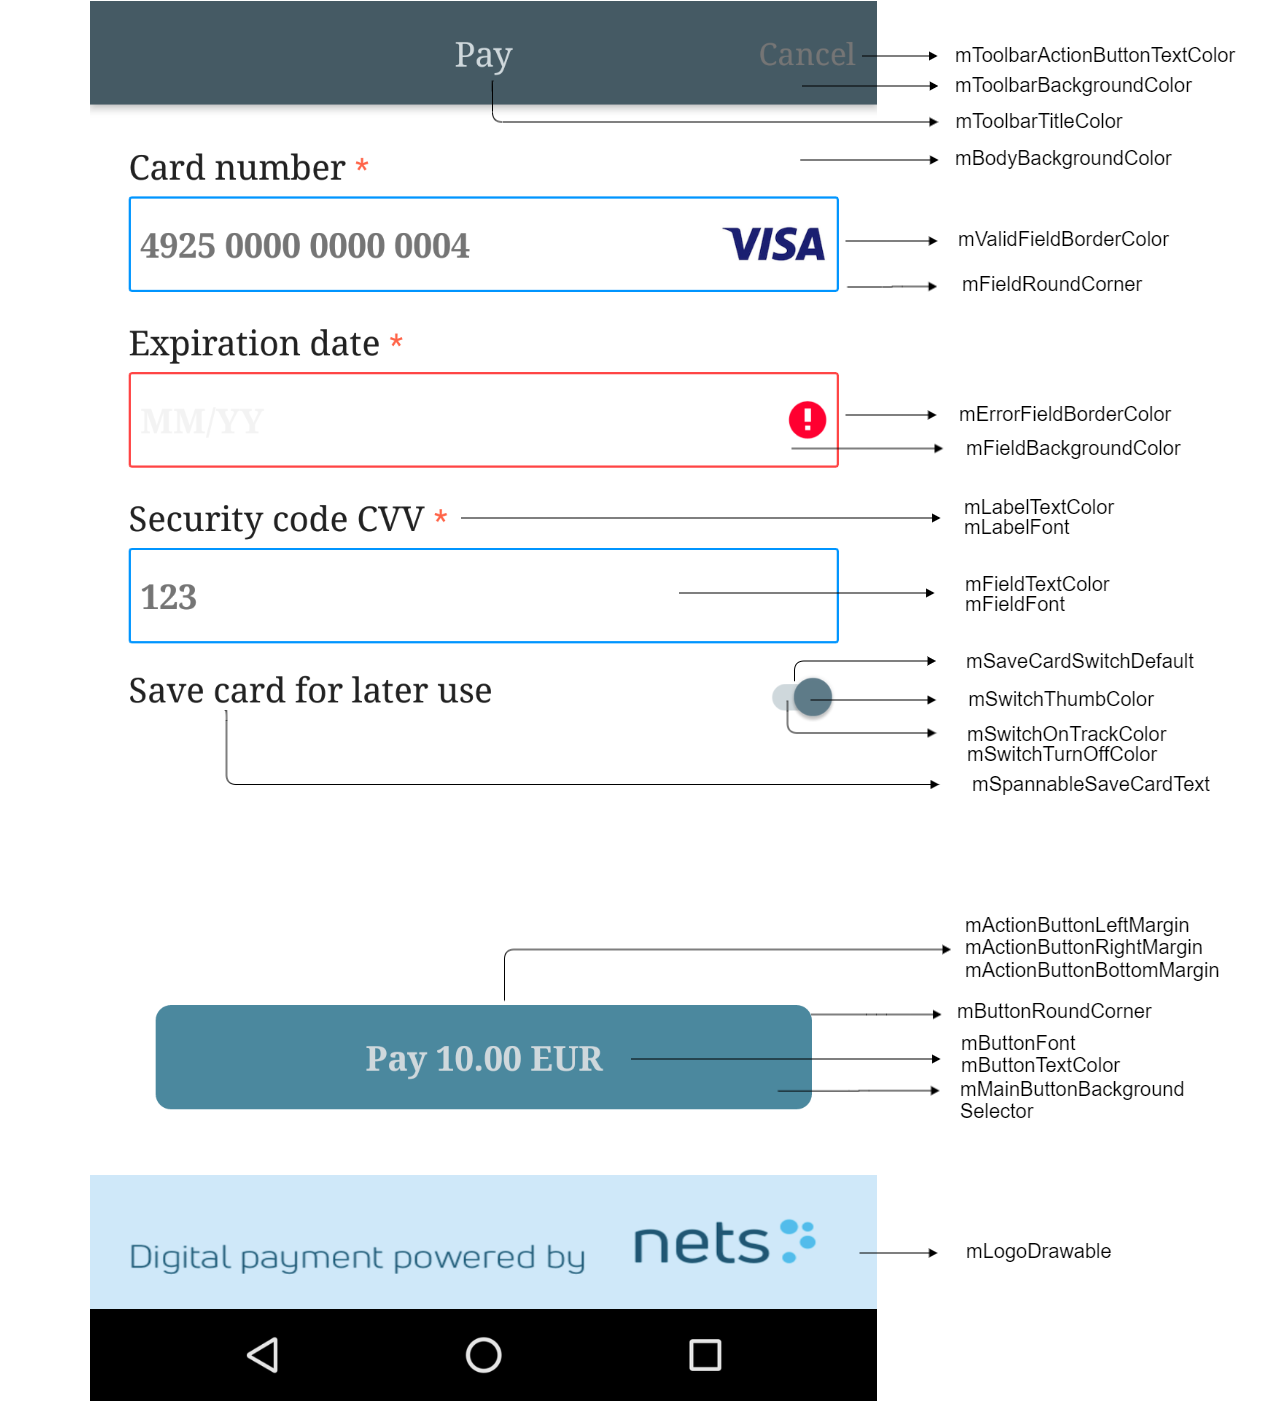 Pay
Cancel
mToolbarActionButtonTextColor
mToolbarBackgroundColor
mToolbarTitleColor
mBodyBackgroundColor
Card number *
4925 0000 0000 0004
VISA
mValidFieldBorderColor
mFieldRoundCorner
Expiration date *
MM/YY
mErrorFieldBorderColor
mFieldBackgroundColor
Security code CVV *
mLabelTextColor
mLabelFont
123
mFieldTextColor
mFieldFont
Save card for later use
mSaveCardSwitchDefault
mSwitchThumbColor
mSwitchOnTrackColor
mSwitchTurnOffColor
mSpannableSaveCardText
mActionButtonLeftMargin
mActionButtonRightMargin
mActionButtonBottomMargin
mButtonRoundCorner
Pay 10.00 EUR
mButtonFont
mButtonTextColor
mMainButtonBackground
Selector
Digital payment powered by
nets
mLogoDrawable